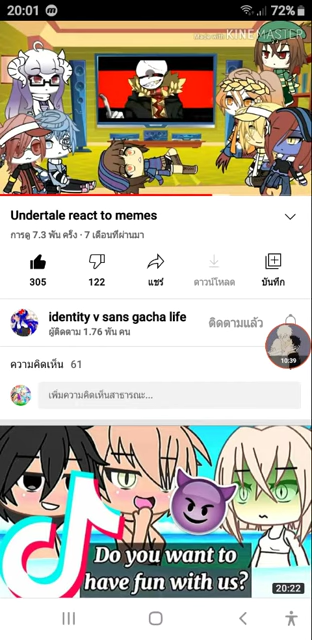 20:01
72%
Made with KINEMASTER
Undertale react to memes
การดู 7.3 พัน ครั้ง · 7 เดือนที่ผ่านมา
305
122
แชร์
ดาวน์โหลด
บันทึก
identity v sans gacha life
ผู้ติดตาม 1.76 พัน คน
ติดตามแล้ว
10:39
ความคิดเห็น 61
เพิ่มความคิดเห็นสาธารณะ...
Do you want to
have fun with us?
20:22